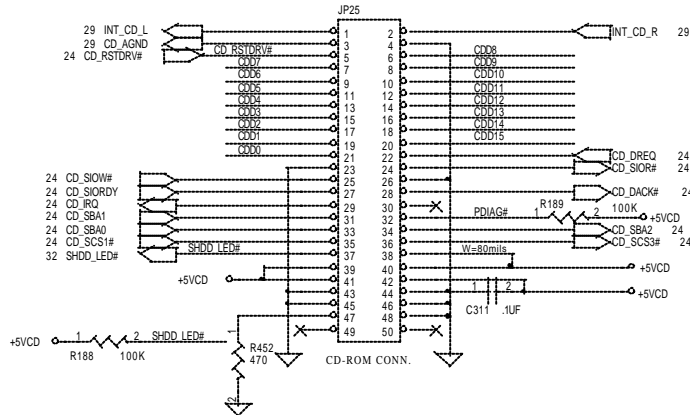 JP25
29 INT_CD_L 1 2 INT_CD_R 29
29 CD_AGND 3 4
24 CD_RSTDRV# CD_RSTDRV# 5 6 CDD8
CDD7 7 8 CDD9
CDD6 9 10 CDD10
CDD5 11 12 CDD11
CDD4 13 14 CDD12
CDD3 15 16 CDD13
CDD2 17 18 CDD14
CDD1 19 20 CDD15
CDD0 21 22 CD_DREQ 24
23 24 CD_SIOR# 24
24 CD_SIOW# 25 26
24 CD_SIORDY 27 28 CD_DACK# 24
24 CD_IRQ 29 30
24 CD_SBA1 31 32 PDIAG# 1 R189 2 100K +5VCD
24 CD_SBA0 33 34 CD_SBA2 24
24 CD_SCS1# 35 36 CD_SCS3# 24
32 SHDD_LED# SHDD_LED# 37 38 W=80mils
39 40 +5VCD
+5VCD 41 42
43 44 1 2 +5VCD
45 46 C311 .1UF
47 48
49 50
+5VCD 1 2 SHDD_LED#
R188 100K
1 R452
470
2
CD-ROM CONN.